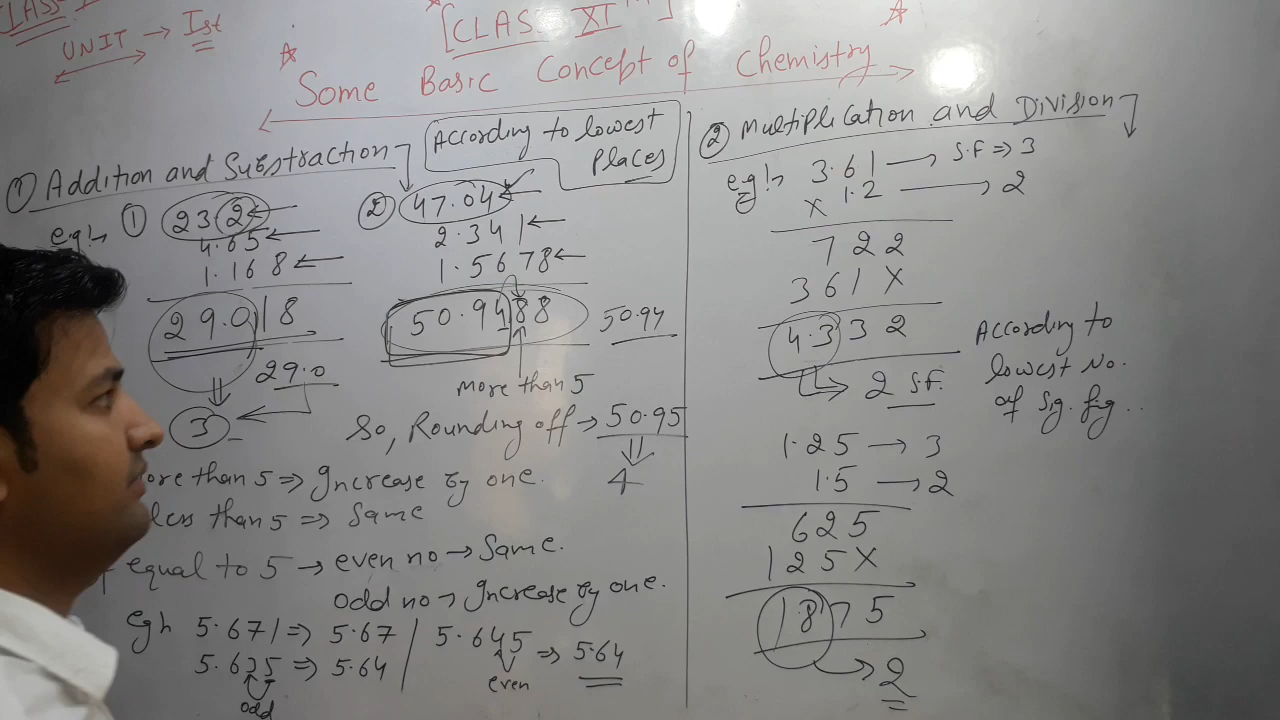 UNIT → Ist
[CLAS XI
Some Basic Concept of Chemistry
① Addition and Substraction
According to lowest
Places
eg:→ ① 23 2
4.65
1.168
29.018
29.0
3
② 47.04
2.341
1.5678
50.9488
50.94
more than 5
So, Rounding off → 50.95
4
ore than 5 ⇒ Increase by one.
less than 5 ⇒ Same
equal to 5 → even no → Same.
odd no → Increase by one.
eg:→ 5.671 ⇒ 5.67
5.635 ⇒ 5.64
odd
5.645 ⇒ 5.64
even
② Multiplication and Division
eg:→ 3.61 → S.F ⇒ 3
x 1.2 → 2
722
361X
4.332
→ 2 S.F.
According to
lowest No.
of Sig. fig..
1.25 → 3
1.5 → 2
625
125X
1.875
→ 2